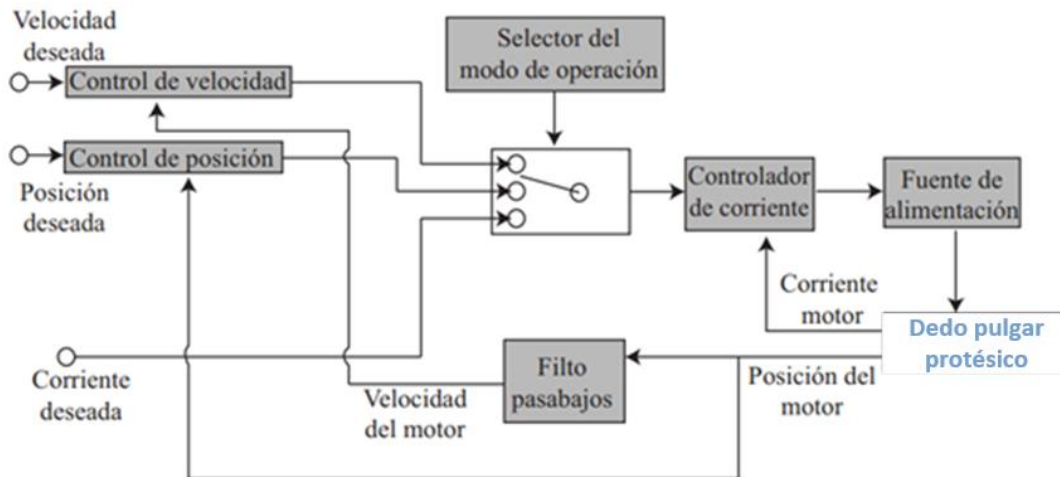 Velocidad
deseada
Control de velocidad
Selector del
modo de operación
Control de posición
Posición
deseada
Controlador
de corriente
Fuente de
alimentación
Corriente
motor
Dedo pulgar
protésico
Corriente
deseada
Velocidad
del motor
Filto
pasabajos
Posición del
motor